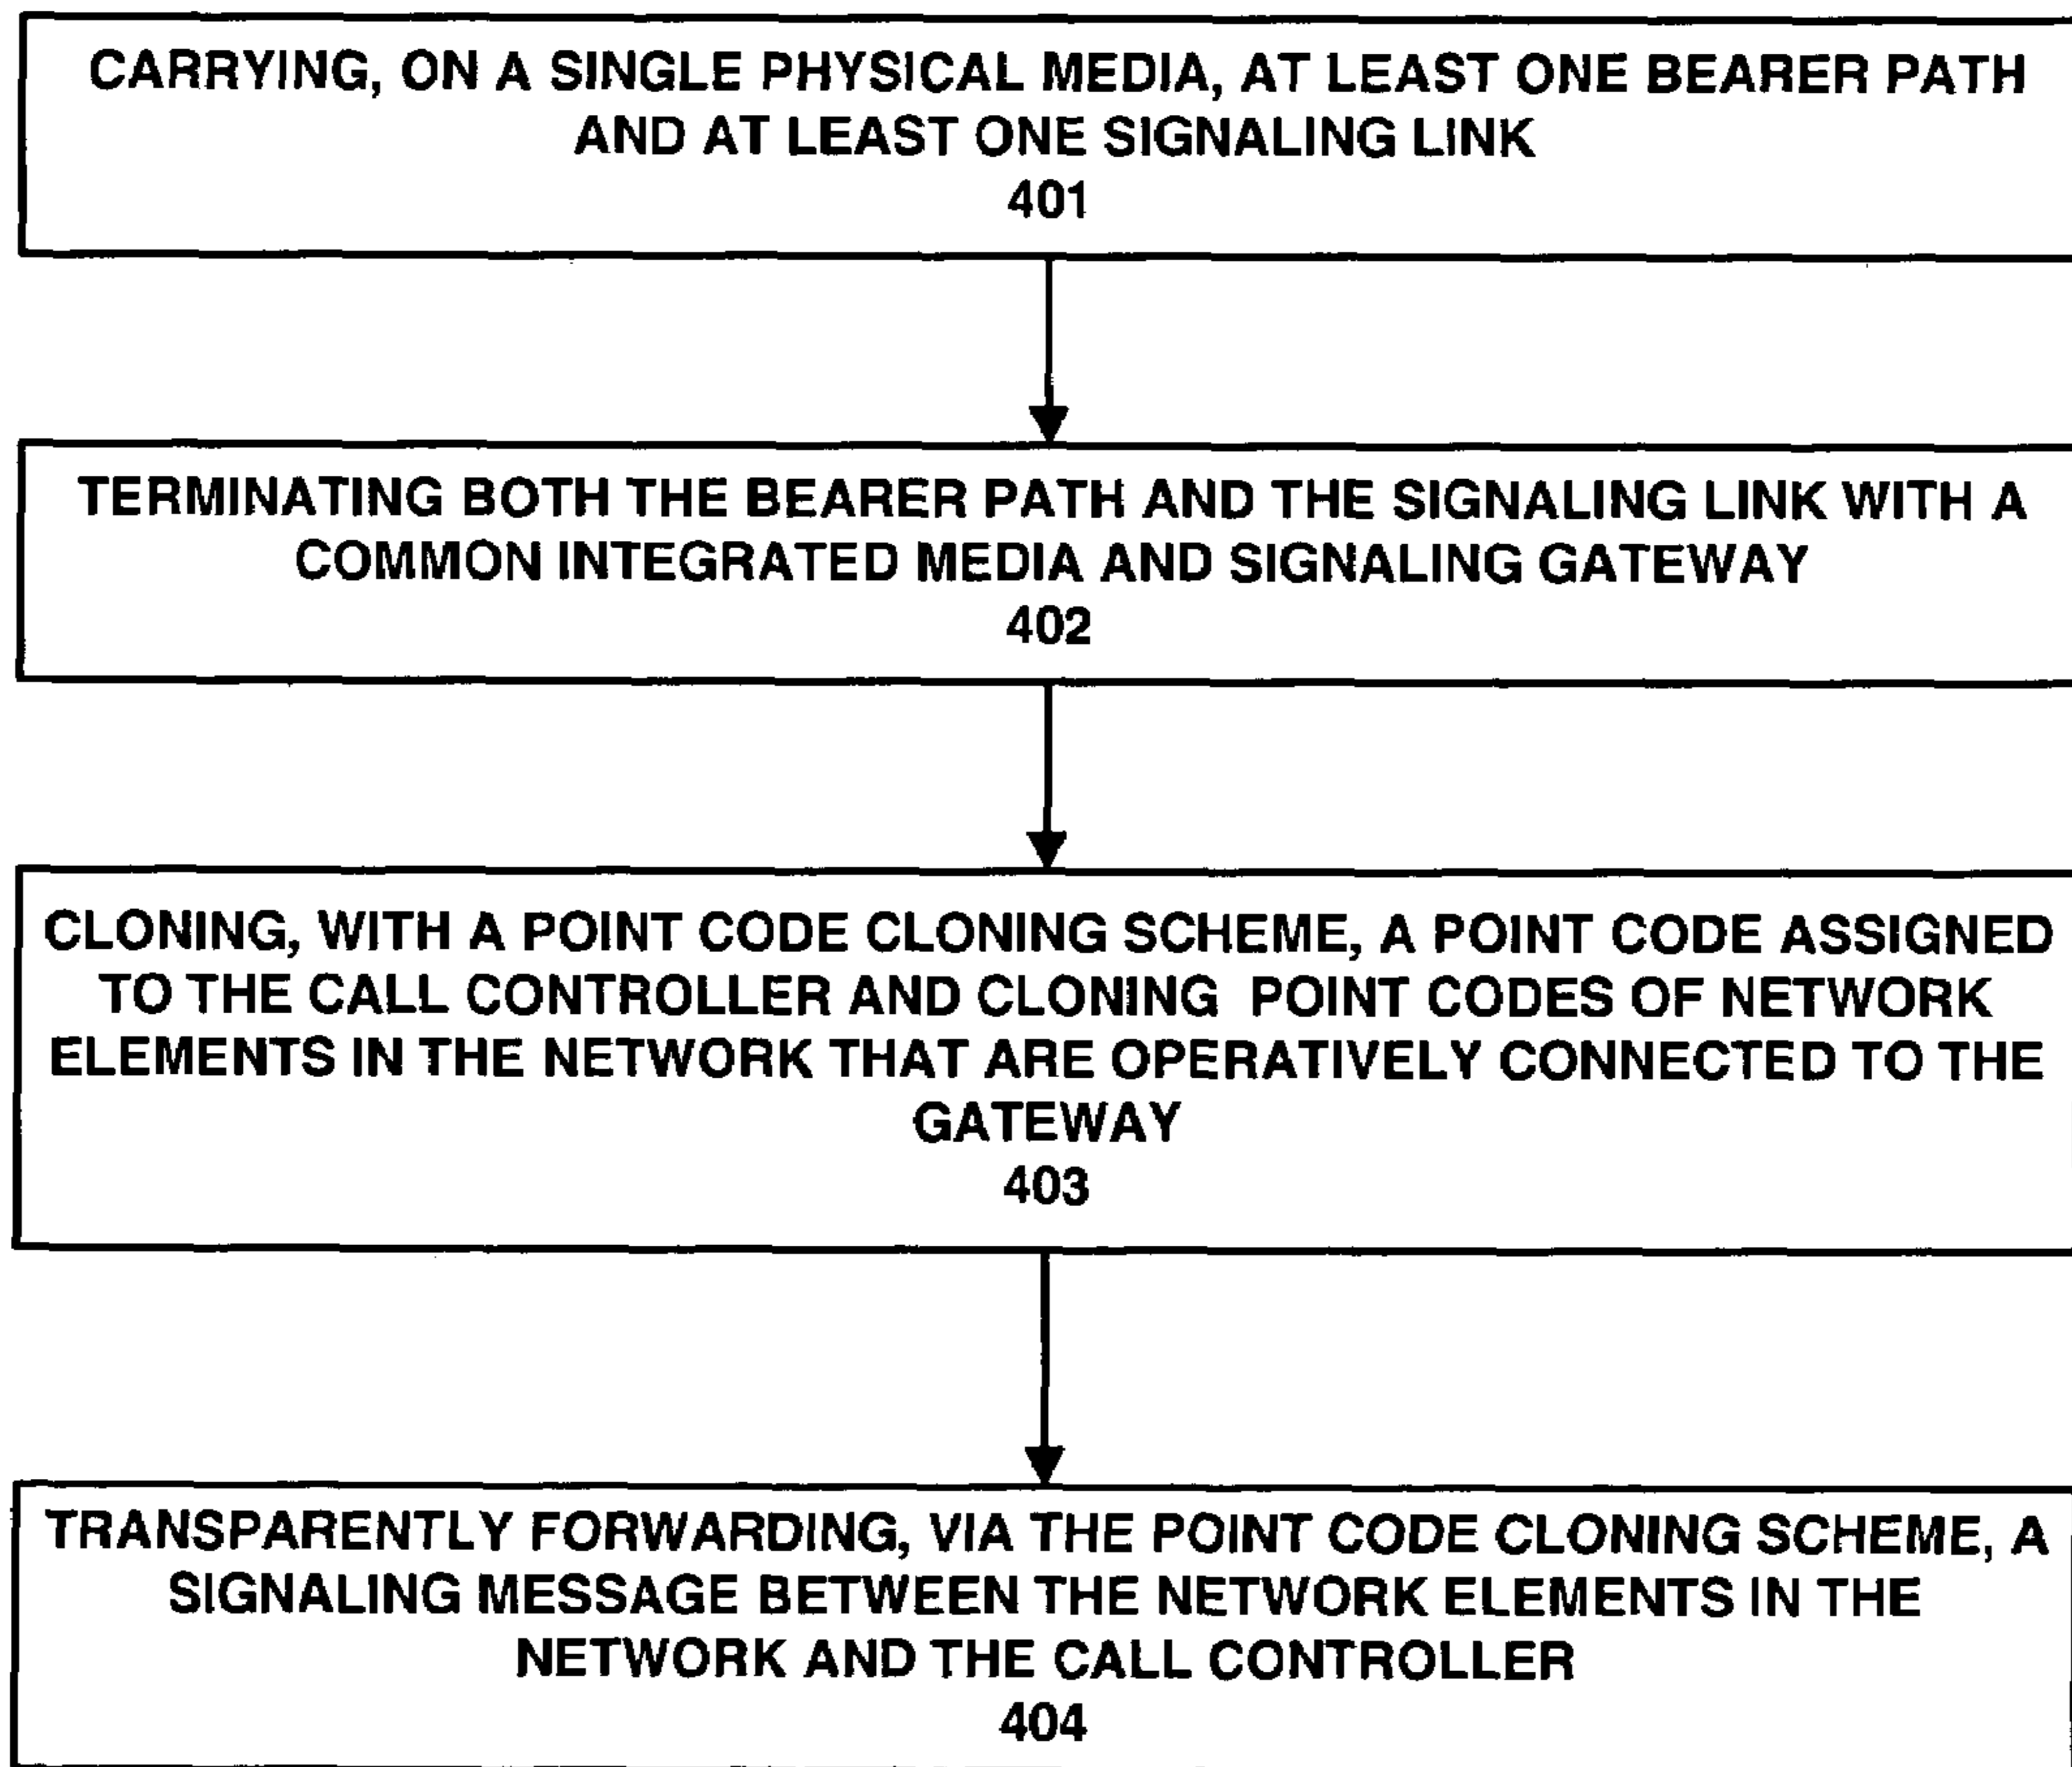 CARRYING, ON A SINGLE PHYSICAL MEDIA, AT LEAST ONE BEARER PATH
AND AT LEAST ONE SIGNALING LINK
401
TERMINATING BOTH THE BEARER PATH AND THE SIGNALING LINK WITH A
COMMON INTEGRATED MEDIA AND SIGNALING GATEWAY
402
CLONING, WITH A POINT CODE CLONING SCHEME, A POINT CODE ASSIGNED
TO THE CALL CONTROLLER AND CLONING POINT CODES OF NETWORK
ELEMENTS IN THE NETWORK THAT ARE OPERATIVELY CONNECTED TO THE
GATEWAY
403
TRANSPARENTLY FORWARDING, VIA THE POINT CODE CLONING SCHEME, A
SIGNALING MESSAGE BETWEEN THE NETWORK ELEMENTS IN THE
NETWORK AND THE CALL CONTROLLER
404